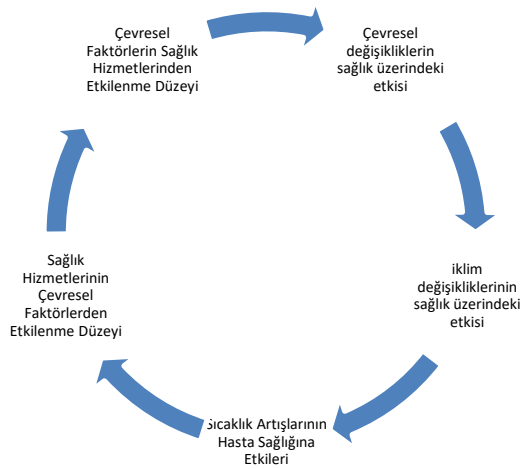 Çevresel
Faktörlerin Sağlık
Hizmetlerinden
Etkilenme Düzeyi
Çevresel
değişikliklerin
sağlık üzerindeki
etkisi
iklim
değişikliklerinin
sağlık üzerindeki
etkisi
Sıcaklık Artışlarının
Hasta Sağlığına
Etkileri
Sağlık
Hizmetlerinin
Çevresel
Faktörlerden
Etkilenme Düzeyi